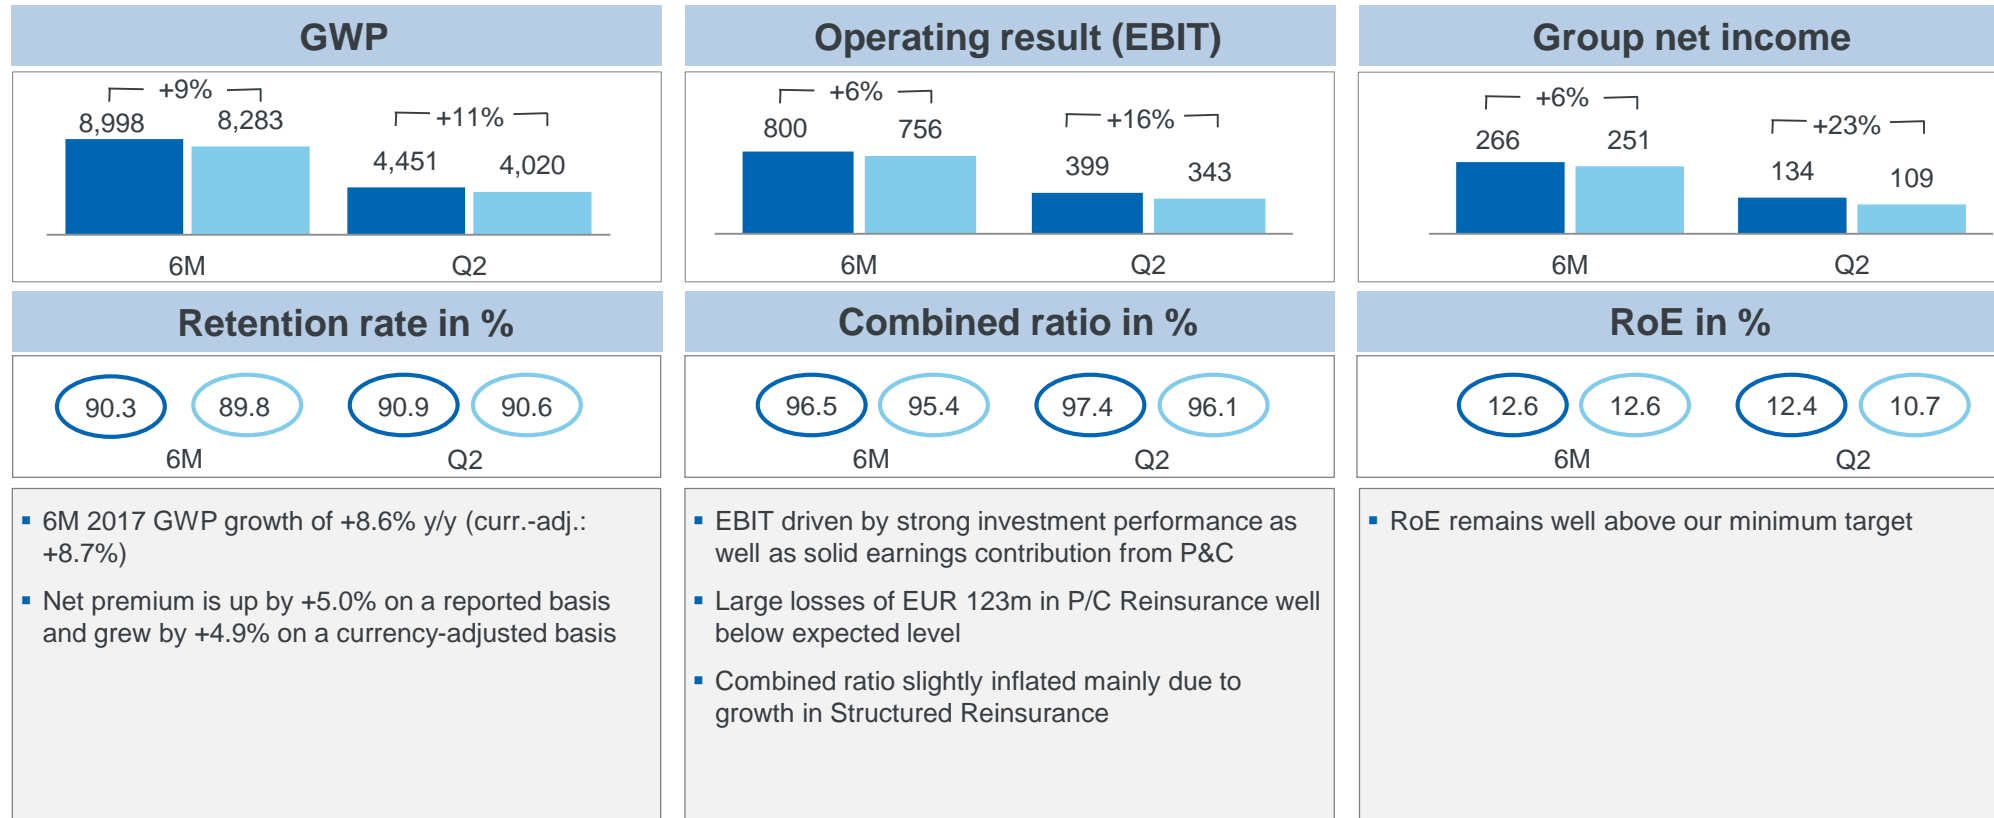 GWP
+9%
8,998
8,283
+11%
4,451
4,020
6M
Q2
Operating result (EBIT)
+6%
800
756
+16%
399
343
6M
Q2
Group net income
+6%
266
251
+23%
134
109
6M
Q2
Retention rate in %
90.3
89.8
90.9
90.6
6M
Q2
Combined ratio in %
96.5
95.4
97.4
96.1
6M
Q2
RoE in %
12.6
12.6
12.4
10.7
6M
Q2
▪ 6M 2017 GWP growth of +8.6% y/y (curr.-adj.:
+8.7%)
▪ Net premium is up by +5.0% on a reported basis
and grew by +4.9% on a currency-adjusted basis
▪ EBIT driven by strong investment performance as
well as solid earnings contribution from P&C
▪ Large losses of EUR 123m in P/C Reinsurance well
below expected level
▪ Combined ratio slightly inflated mainly due to
growth in Structured Reinsurance
▪ RoE remains well above our minimum target